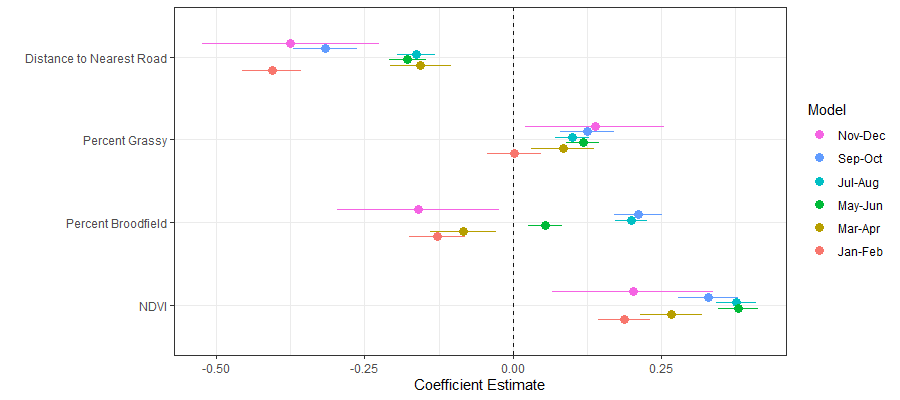 Distance to Nearest Road
Percent Grassy
Percent Broodfield
NDVI
-0.50
-0.25
0.00
0.25
Coefficient Estimate
Model
Nov-Dec
Sep-Oct
Jul-Aug
May-Jun
Mar-Apr
Jan-Feb